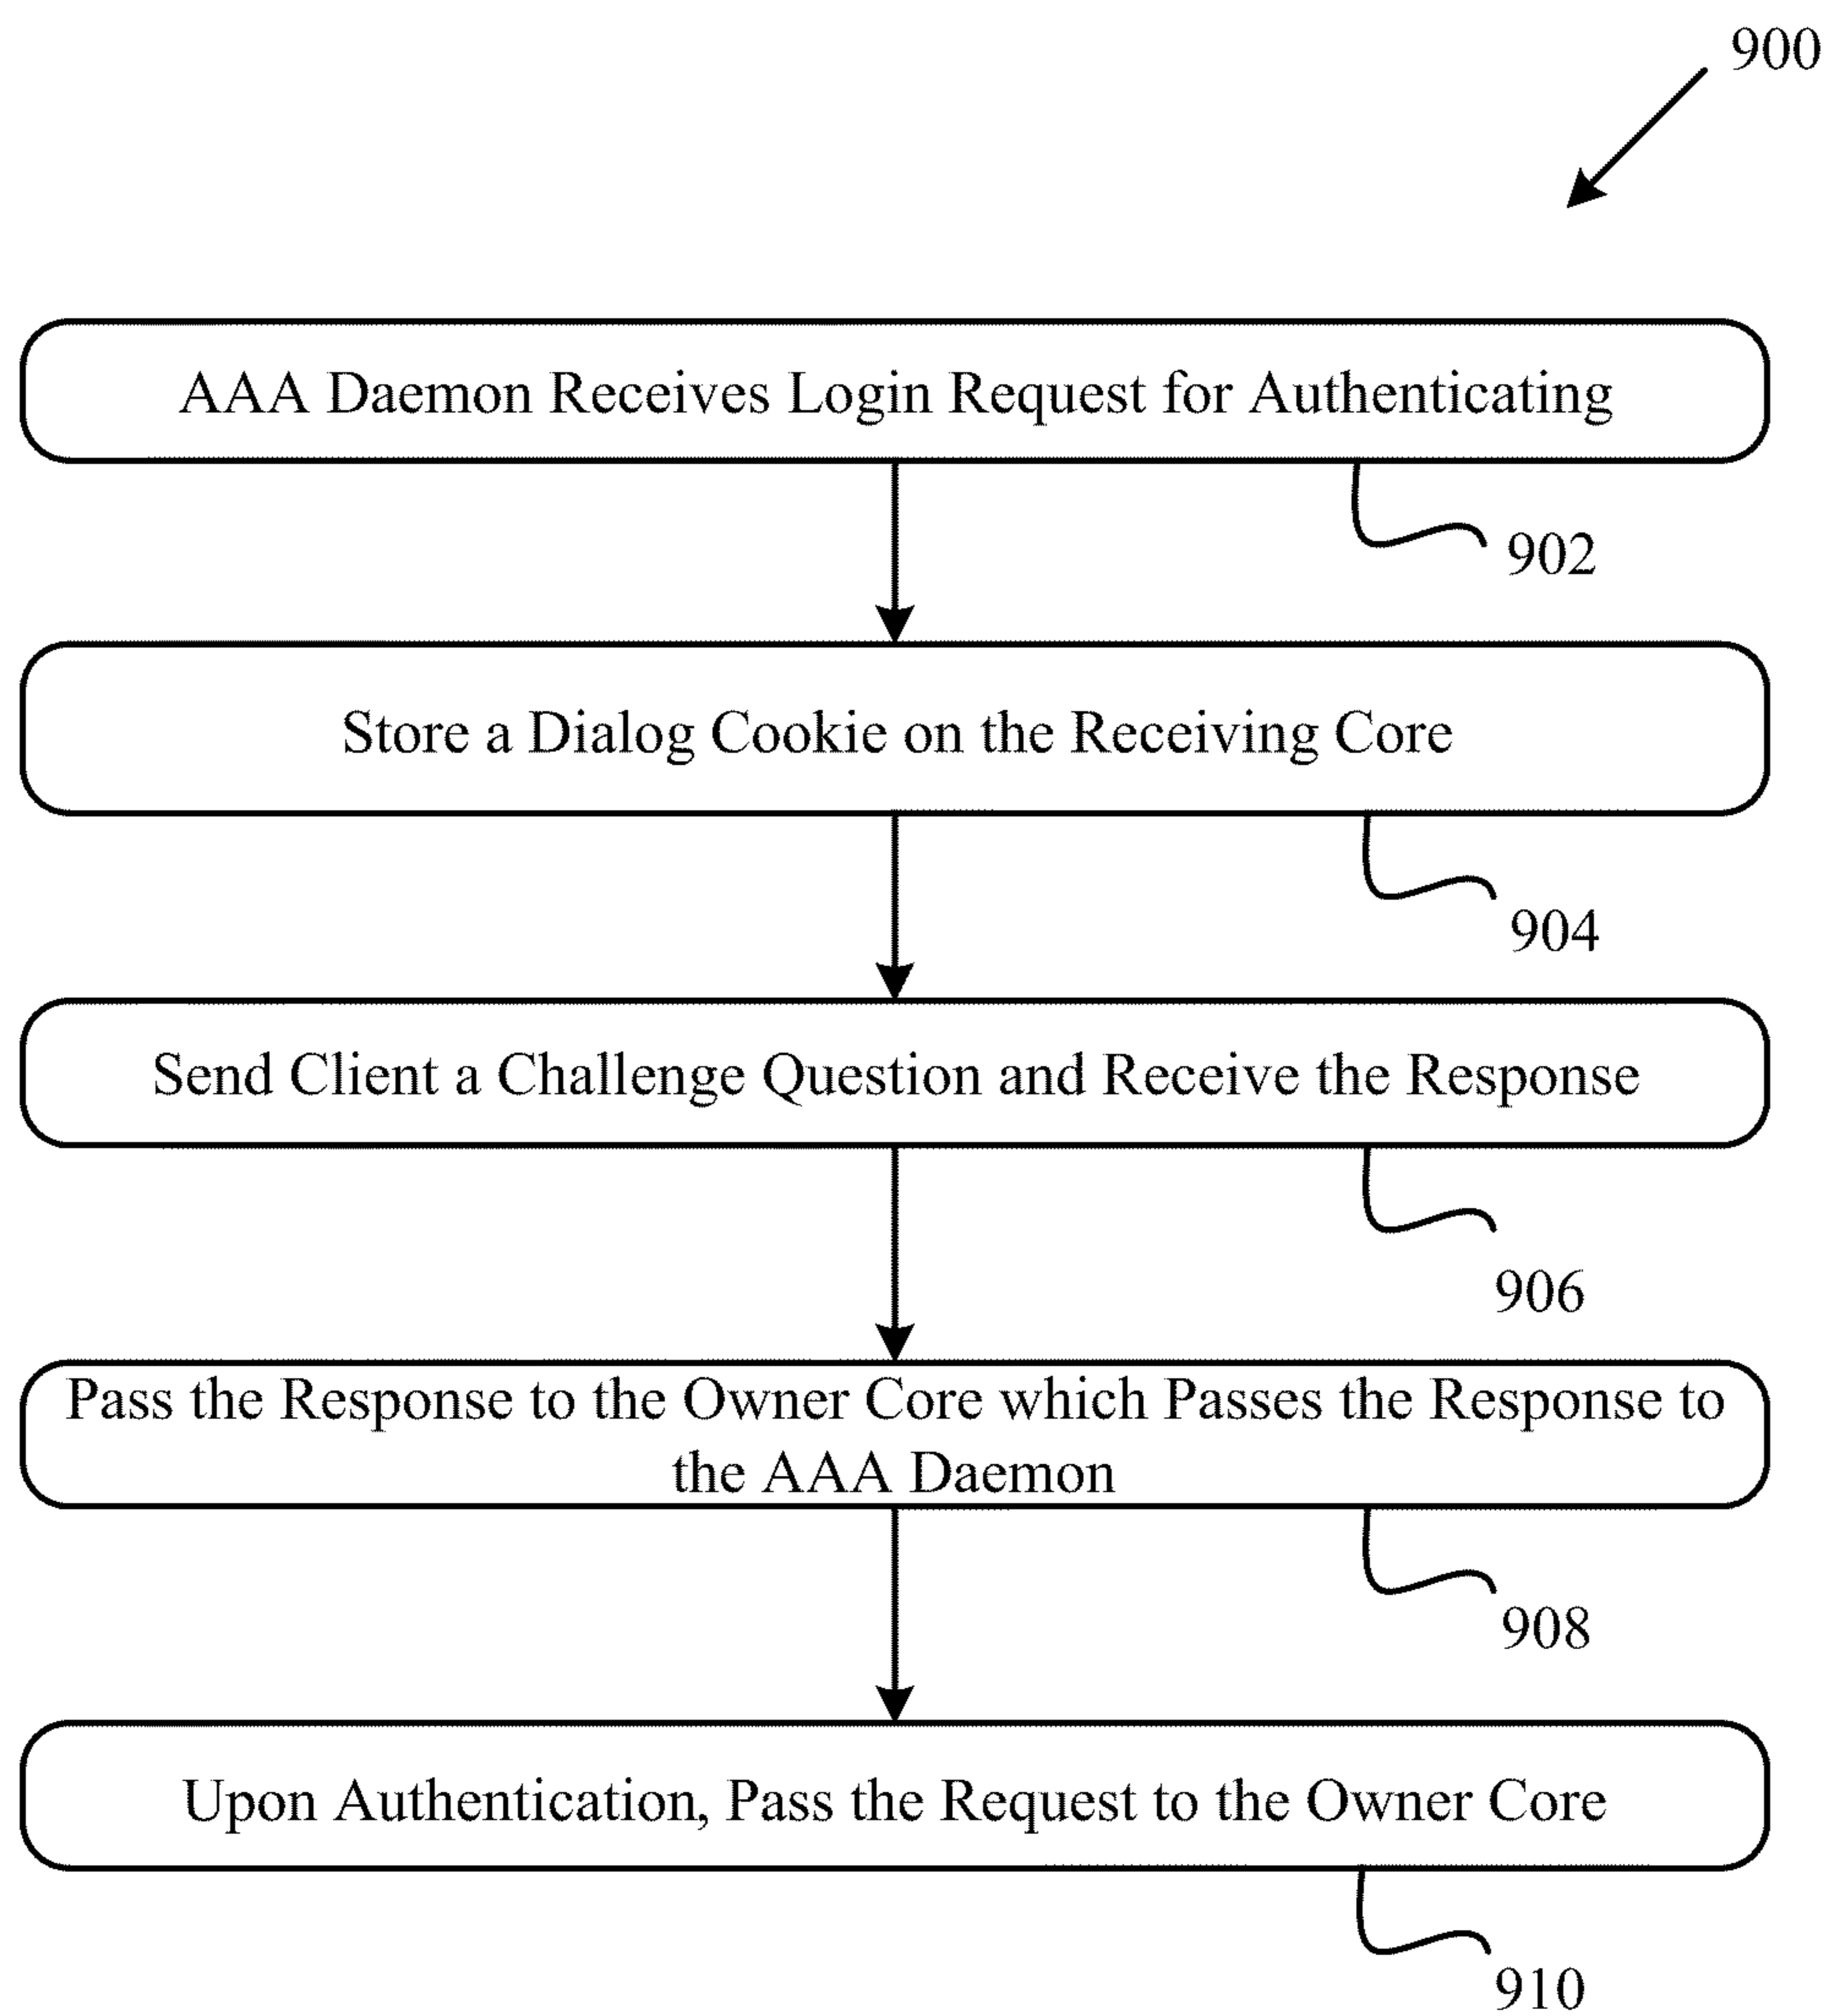 900
AAA Daemon Receives Login Request for Authenticating
902
Store a Dialog Cookie on the Receiving Core
904
Send Client a Challenge Question and Receive the Response
906
Pass the Response to the Owner Core which Passes the Response to
the AAA Daemon
908
Upon Authentication, Pass the Request to the Owner Core
910